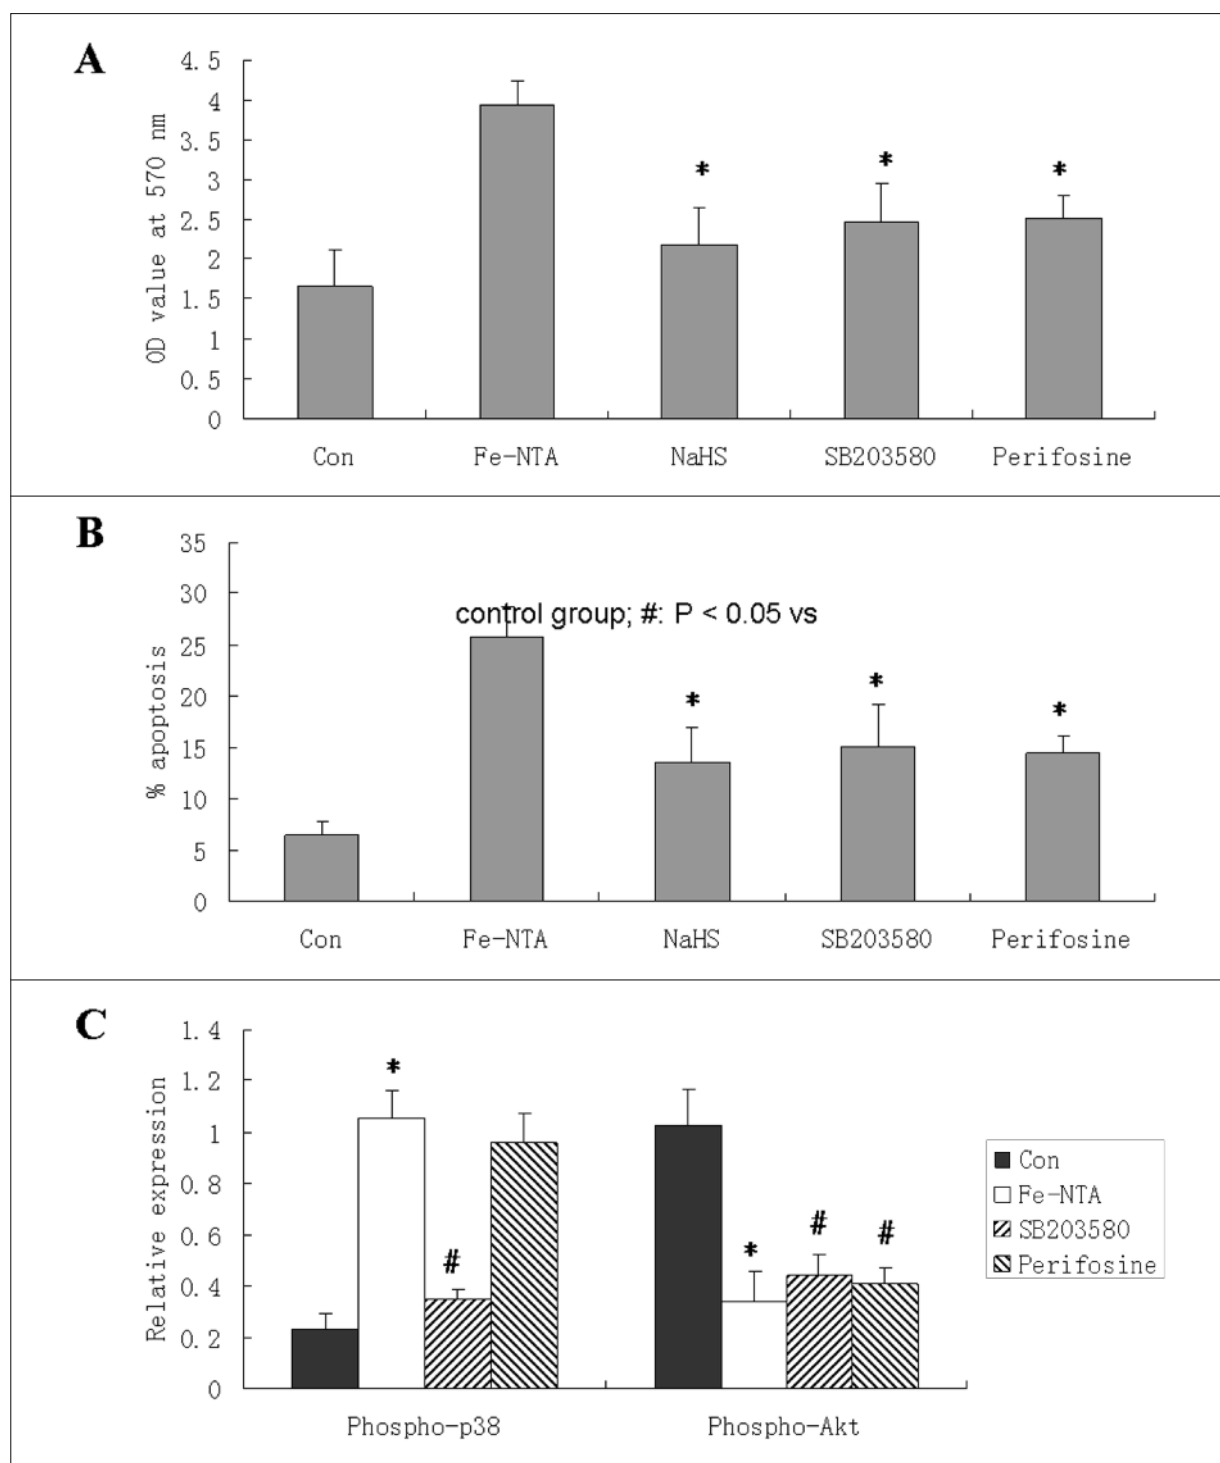 A
OD value at 570 nm
4.5
4
3.5
3
2.5
2
1.5
1
0.5
0
*
*
*
Con Fe-NTA NaHS SB203580 Perifosine
B
% apoptosis
35
30
25
20
15
10
5
0
control group; #: P < 0.05 vs
*
*
*
Con Fe-NTA NaHS SB203580 Perifosine
C
Relative expression
1.4
1.2
1
0.8
0.6
0.4
0.2
0
*
#
*
#
#
Phospho-p38 Phospho-Akt
Con
Fe-NTA
SB203580
Perifosine